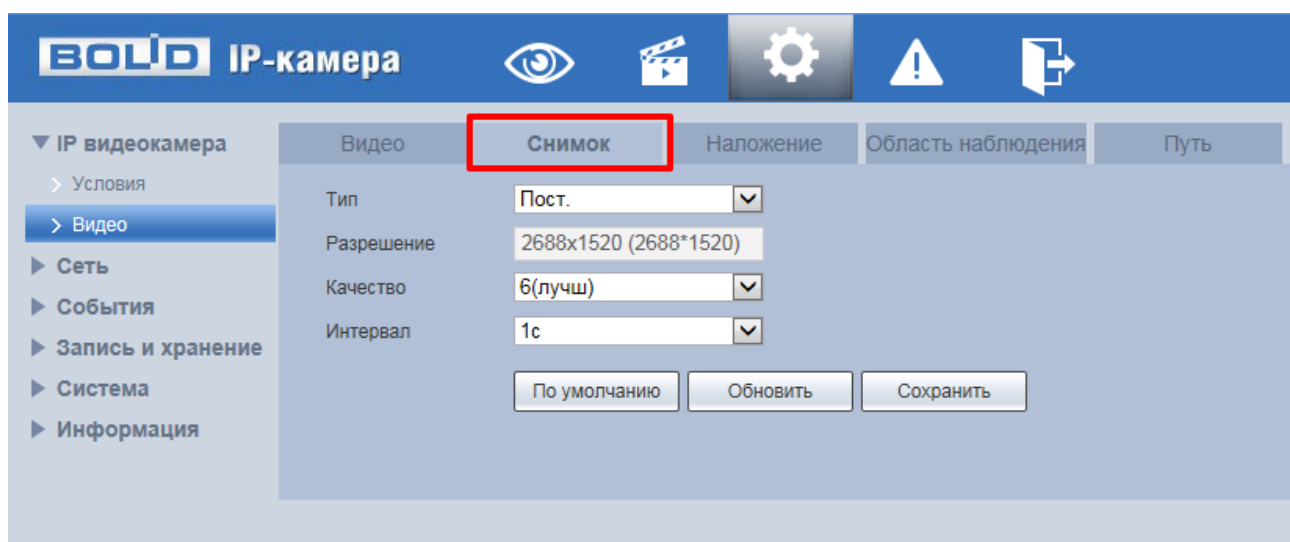 BOLID IP-камера
IP видеокамера
Условия
Видео
Сеть
События
Запись и хранение
Система
Информация
Видео Снимок Наложение Область наблюдения Путь
Тип Пост.
Разрешение 2688x1520 (2688*1520)
Качество 6(лучш)
Интервал 1с
По умолчанию Обновить Сохранить